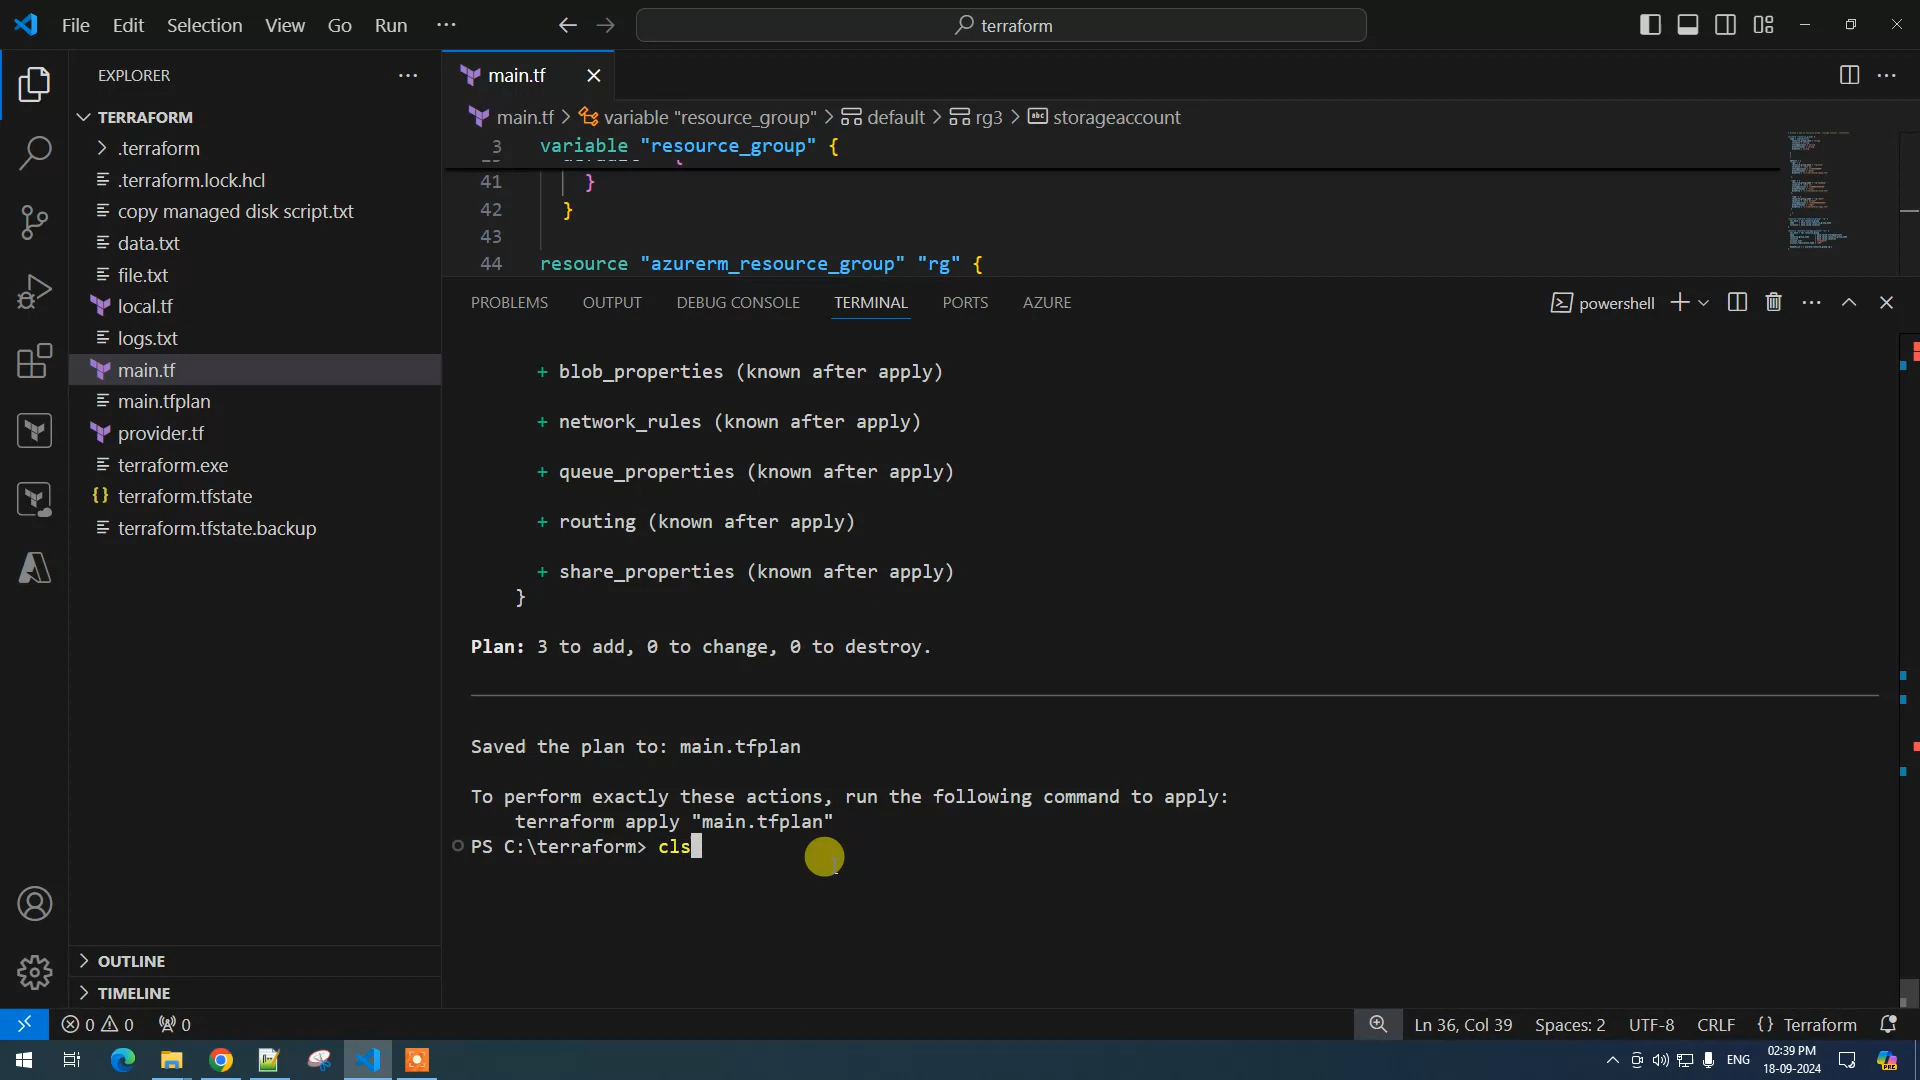 File Edit Selection View Go Run ···
terraform
EXPLORER
TERRAFORM
.terraform
.terraform.lock.hcl
copy managed disk script.txt
data.txt
file.txt
local.tf
logs.txt
main.tf
main.tfplan
provider.tf
terraform.exe
terraform.tfstate
terraform.tfstate.backup
OUTLINE
TIMELINE
main.tf
main.tf > variable "resource_group" > default > rg3 > storageaccount
3 variable "resource_group" {
41 }
42 }
43
44 resource "azurerm_resource_group" "rg" {
PROBLEMS OUTPUT DEBUG CONSOLE TERMINAL PORTS AZURE
powershell
+ blob_properties (known after apply)
+ network_rules (known after apply)
+ queue_properties (known after apply)
+ routing (known after apply)
+ share_properties (known after apply)
}
Plan: 3 to add, 0 to change, 0 to destroy.
Saved the plan to: main.tfplan
To perform exactly these actions, run the following command to apply:
terraform apply "main.tfplan"
PS C:\terraform> cls
0 0 0
Ln 36, Col 39 Spaces: 2 UTF-8 CRLF {} Terraform
ENG
02:39 PM
18-09-2024